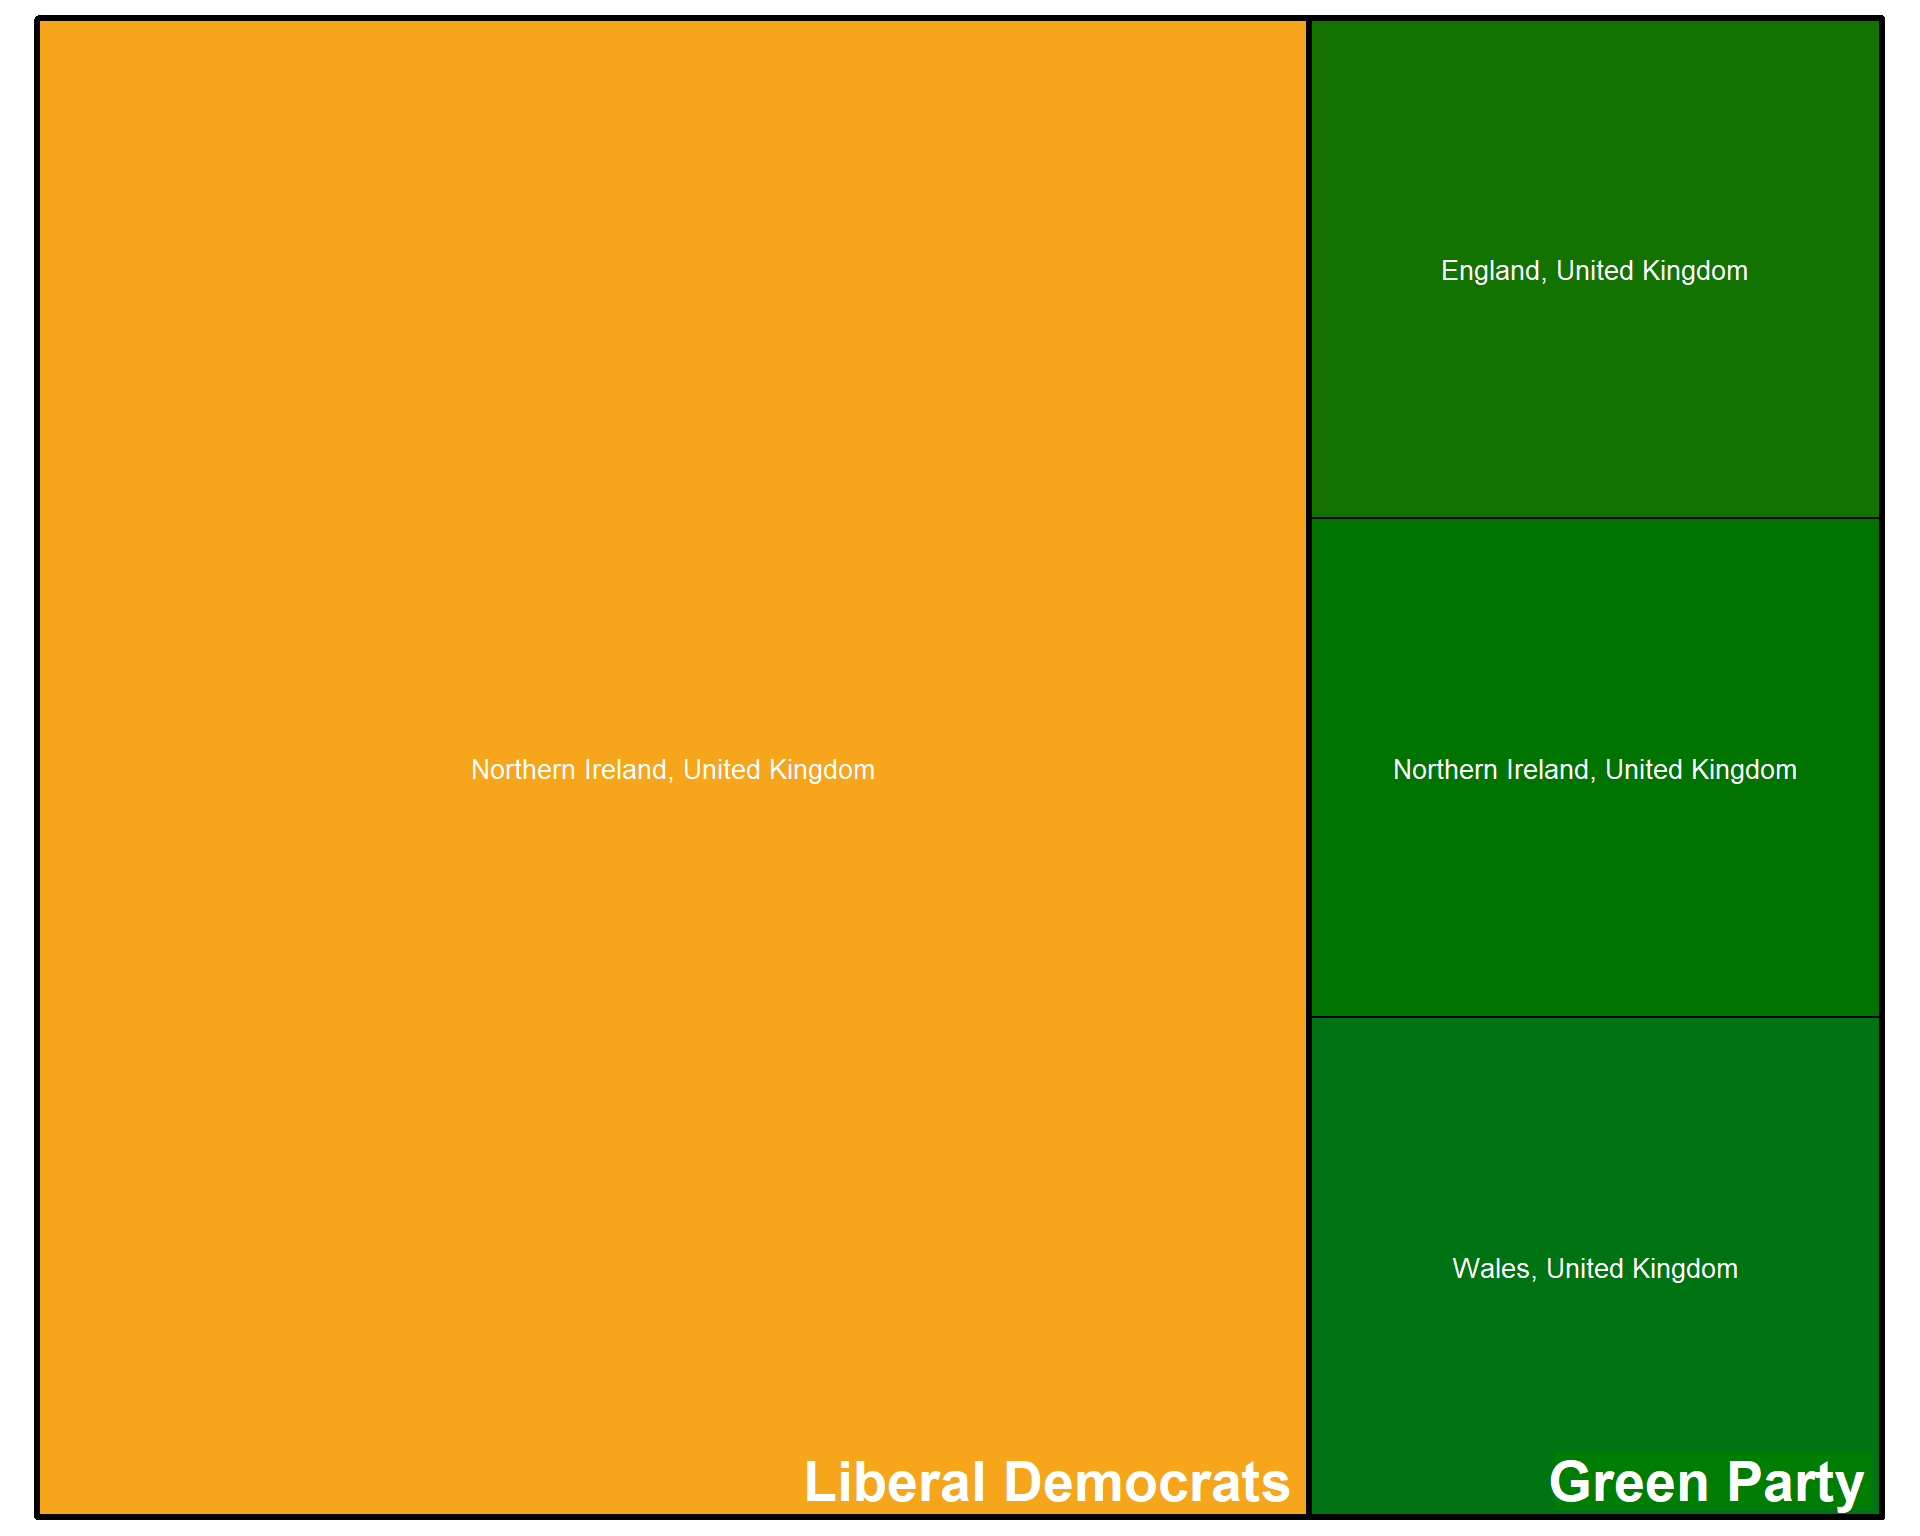 England, United Kingdom
Northern Ireland, United Kingdom
Northern Ireland, United Kingdom
Wales, United Kingdom
Liberal Democrats
Green Party